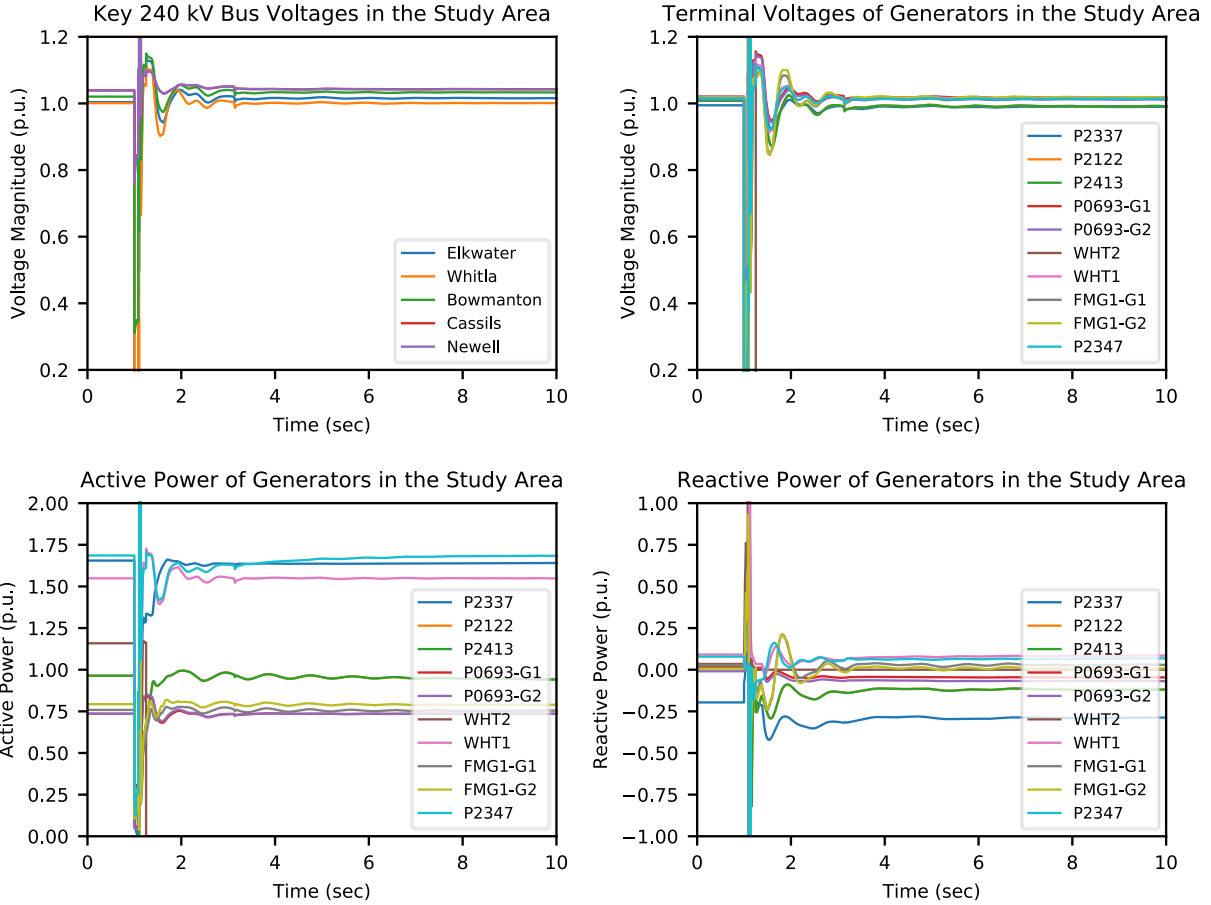 Key 240 kV Bus Voltages in the Study Area
Voltage Magnitude (p.u.)
1.2
1.0
0.8
0.6
0.4
0.2
Elkwater
Whitla
Bowmanton
Cassils
Newell
0 2 4 6 8 10
Time (sec)
Terminal Voltages of Generators in the Study Area
Voltage Magnitude (p.u.)
1.2
1.0
0.8
0.6
0.4
0.2
P2337
P2122
P2413
P0693-G1
P0693-G2
WHT2
WHT1
FMG1-G1
FMG1-G2
P2347
0 2 4 6 8 10
Time (sec)
Active Power of Generators in the Study Area
Active Power (p.u.)
2.00
1.75
1.50
1.25
1.00
0.75
0.50
0.25
0.00
P2337
P2122
P2413
P0693-G1
P0693-G2
WHT2
WHT1
FMG1-G1
FMG1-G2
P2347
0 2 4 6 8 10
Time (sec)
Reactive Power of Generators in the Study Area
Reactive Power (p.u.)
1.00
0.75
0.50
0.25
0.00
−0.25
−0.50
−0.75
−1.00
P2337
P2122
P2413
P0693-G1
P0693-G2
WHT2
WHT1
FMG1-G1
FMG1-G2
P2347
0 2 4 6 8 10
Time (sec)